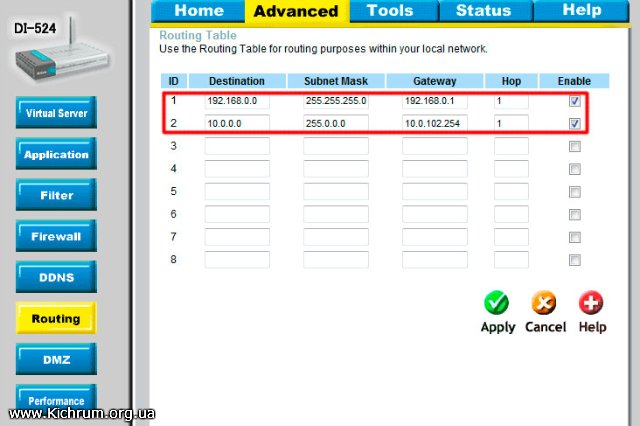 DI-524
Home Advanced Tools Status Help
Routing Table
Use the Routing Table for routing purposes within your local network.
ID Destination Subnet Mask Gateway Hop Enable
1 192.168.0.0 255.255.255.0 192.168.0.1 1
2 10.0.0.0 255.0.0.0 10.0.102.254 1
3
4
5
6
7
8
Virtual Server
Application
Filter
Firewall
DDNS
Routing
DMZ
Performance
Apply Cancel Help
www.Kichrum.org.ua